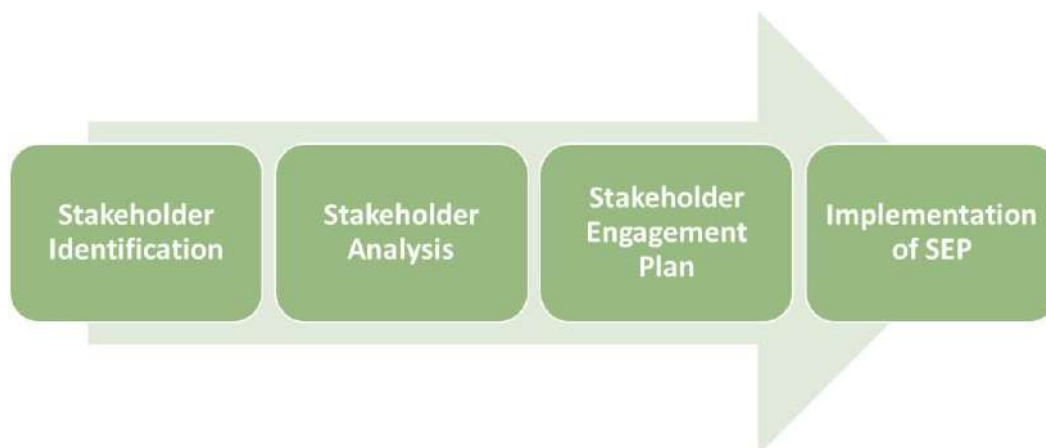 Stakeholder
Identification
Stakeholder
Analysis
Stakeholder
Engagement
Plan
Implementation
of SEP